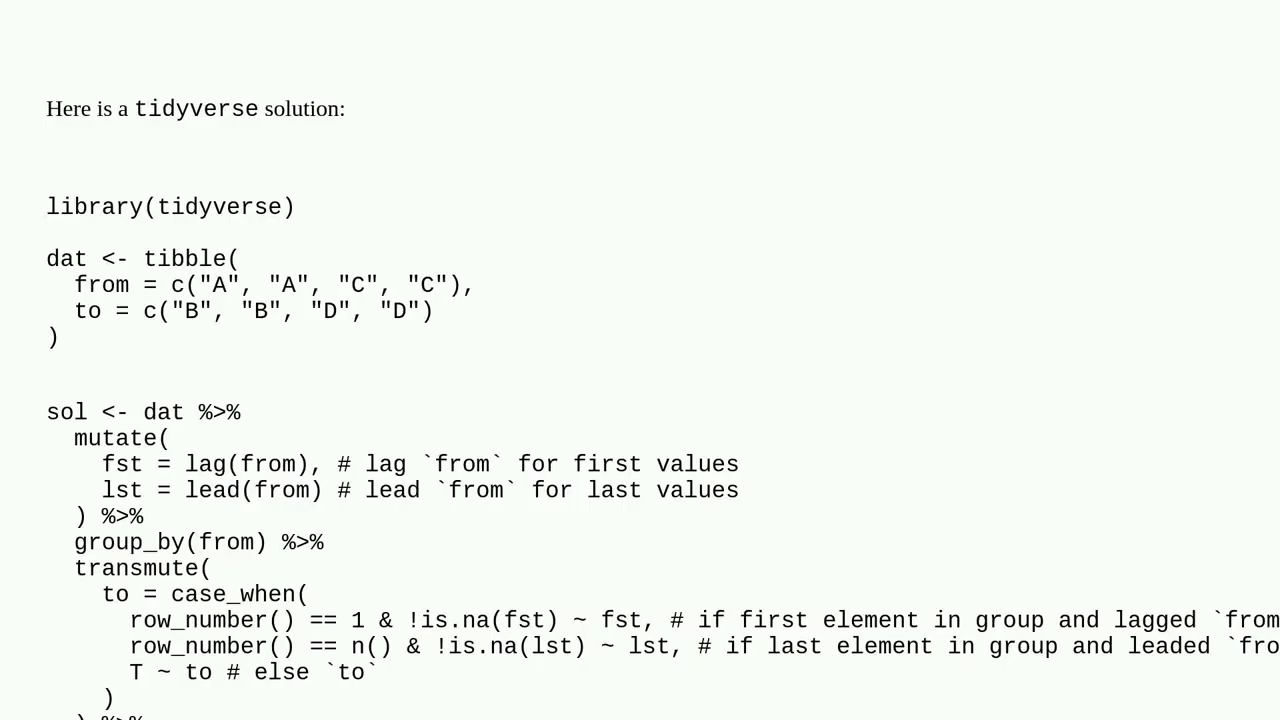 Here is a tidyverse solution:
library(tidyverse)
dat <- tibble(
  from = c("A", "A", "C", "C"),
  to = c("B", "B", "D", "D")
)
sol <- dat %>%
  mutate(
    fst = lag(from), # lag `from` for first values
    lst = lead(from) # lead `from` for last values
  ) %>%
  group_by(from) %>%
  transmute(
    to = case_when(
      row_number() == 1 & !is.na(fst) ~ fst, # if first element in group and lagged `from
      row_number() == n() & !is.na(lst) ~ lst, # if last element in group and leaded `fro
      T ~ to # else `to`
    )
  ) %>%